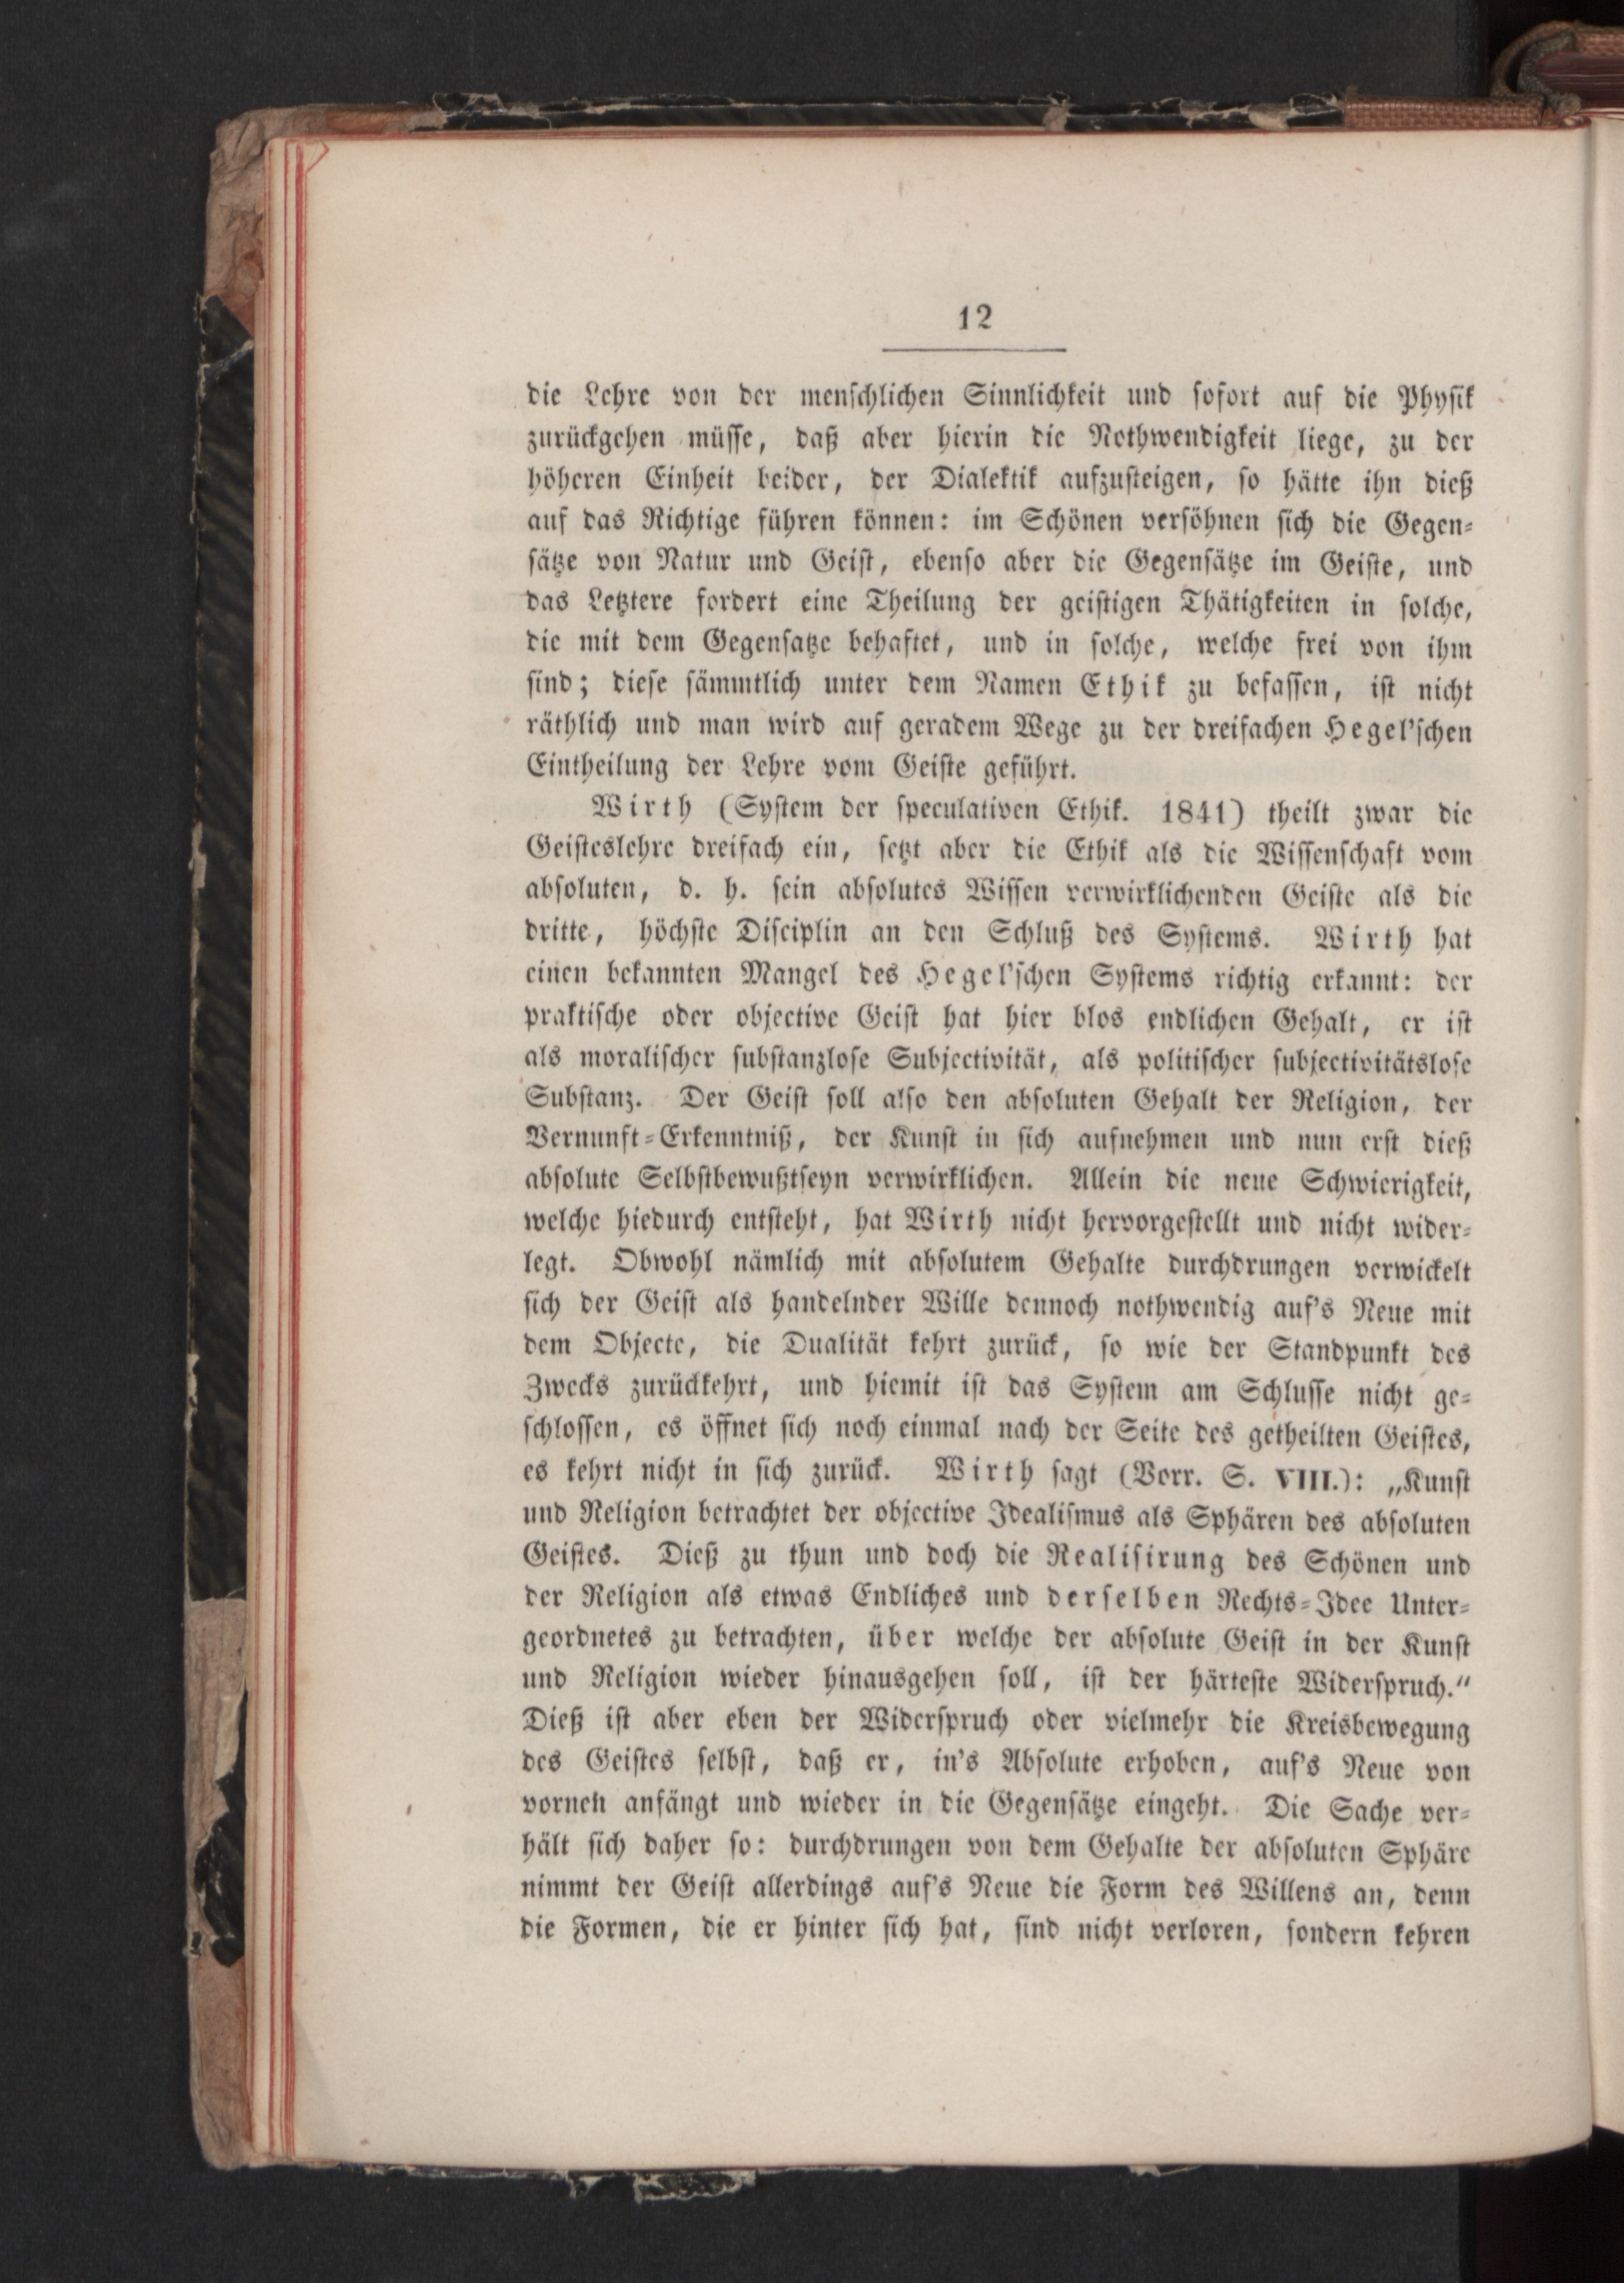 12
die Lehre von der menschlichen Sinnlichkeit und sofort auf die Physik
zurückgehen müsse, daß aber hierin die Nothwendigkeit liege, zu der
höheren Einheit beider, der Dialektik aufzusteigen, so hätte ihn dieß
auf das Richtige führen können: im Schönen versöhnen sich die Gegen-
sätze von Natur und Geist, ebenso aber die Gegensätze im Geiste, und
das Letztere fordert eine Theilung der geistigen Thätigkeiten in solche,
die mit dem Gegensatze behaftet, und in solche, welche frei von ihm
sind; diese sämmtlich unter dem Namen Ethik zu befassen, ist nicht
räthlich und man wird auf geradem Wege zu der dreifachen Hegel'schen
Eintheilung der Lehre vom Geiste geführt.
Wirth (System der speculativen Ethik. 1841) theilt zwar die
Geisteslehre dreifach ein, setzt aber die Ethik als die Wissenschaft vom
absoluten, d. h. sein absolutes Wissen verwirklichenden Geiste als die
dritte, höchste Disciplin an den Schluß des Systems. Wirth hat
einen bekannten Mangel des Hegel'schen Systems richtig erkannt: der
praktische oder objective Geist hat hier blos endlichen Gehalt, er ist
als moralischer substanzlose Subjectivität, als politischer subjectivitätslose
Substanz. Der Geist soll also den absoluten Gehalt der Religion, der
Vernunft-Erkenntniß, der Kunst in sich aufnehmen und nun erst dieß
absolute Selbstbewußtseyn verwirklichen. Allein die neue Schwierigkeit,
welche hiedurch entsteht, hat Wirth nicht hervorgestellt und nicht wider-
legt. Obwohl nämlich mit absolutem Gehalte durchdrungen verwickelt
sich der Geist als handelnder Wille dennoch nothwendig auf's Neue mit
dem Objecte, die Dualität kehrt zurück, so wie der Standpunkt des
Zwecks zurückkehrt, und hiemit ist das System am Schlusse nicht ge-
schlossen, es öffnet sich noch einmal nach der Seite des getheilten Geistes,
es kehrt nicht in sich zurück. Wirth sagt (Vorr. S. VIII.): „Kunst
und Religion betrachtet der objective Idealismus als Sphären des absoluten
Geistes. Dieß zu thun und doch die Realisirung des Schönen und
der Religion als etwas Endliches und derselben Rechts-Idee Unter-
geordnetes zu betrachten, über welche der absolute Geist in der Kunst
und Religion wieder hinausgehen soll, ist der härteste Widerspruch."
Dieß ist aber eben der Widerspruch oder vielmehr die Kreisbewegung
des Geistes selbst, daß er, in's Absolute erhoben, auf's Neue von
vornen anfängt und wieder in die Gegensätze eingeht. Die Sache ver-
hält sich daher so: durchdrungen von dem Gehalte der absoluten Sphäre
nimmt der Geist allerdings auf's Neue die Form des Willens an, denn
die Formen, die er hinter sich hat, sind nicht verloren, sondern kehren